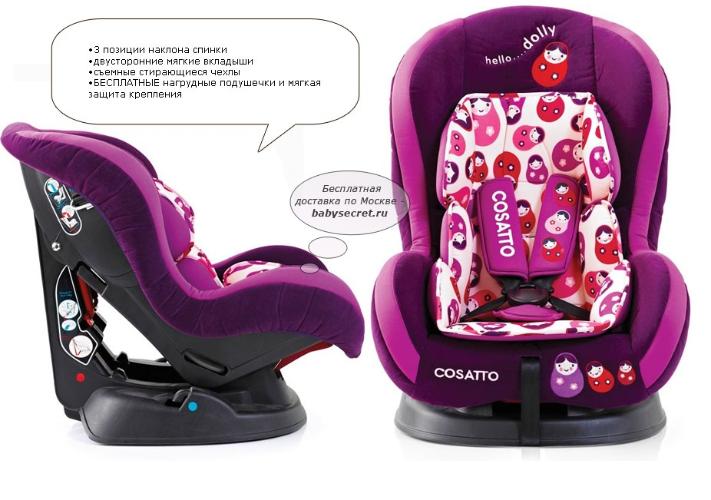 •3 позиции наклона спинки
•двусторонние мягкие вкладыши
•съемные стирающиеся чехлы
•БЕСПЛАТНЫЕ нагрудные подушечки и мягкая
защита крепления
Бесплатная
доставка по Москве -
babysecret.ru
hello....dolly
COSATTO
COSATTO